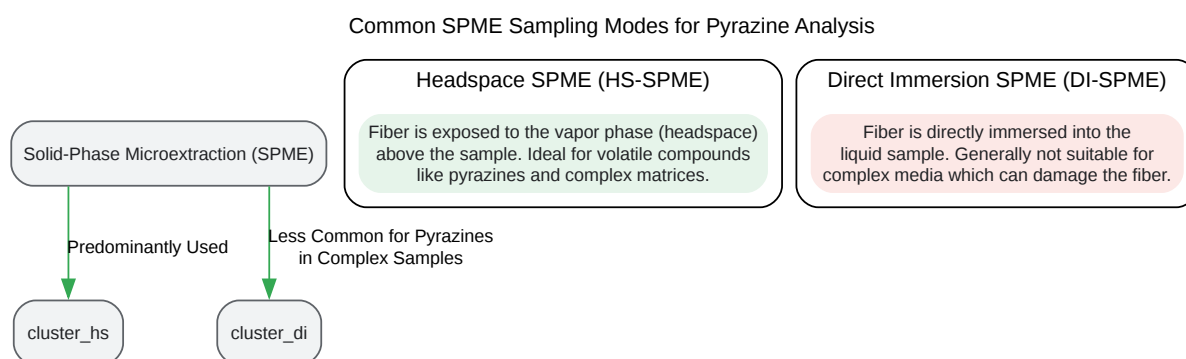 Common SPME Sampling Modes for Pyrazine Analysis
Headspace SPME (HS-SPME)
Fiber is exposed to the vapor phase (headspace)
above the sample. Ideal for volatile compounds
like pyrazines and complex matrices.
Direct Immersion SPME (DI-SPME)
Fiber is directly immersed into the
liquid sample. Generally not suitable for
complex media which can damage the fiber.
Solid-Phase Microextraction (SPME)
Predominantly Used
Less Common for Pyrazines
in Complex Samples
cluster_hs
cluster_di